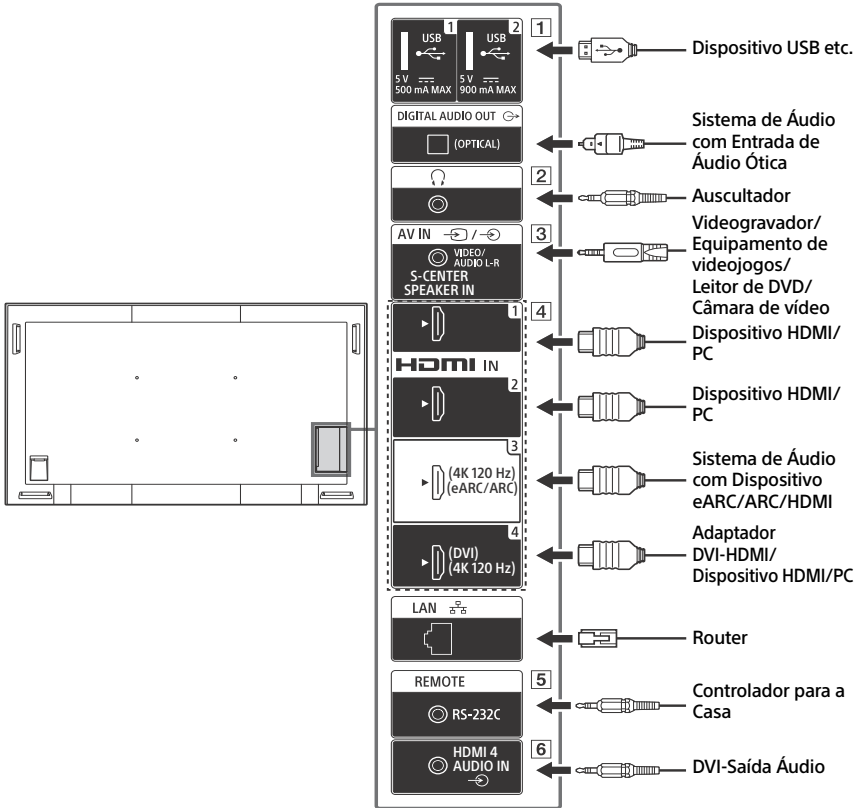 1
USB
5 V
500 mA MAX
2
USB
5 V
900 mA MAX
1
Dispositivo USB etc.
DIGITAL AUDIO OUT
(OPTICAL)
Sistema de Áudio
com Entrada de
Áudio Ótica
2
Auscultador
AV IN /
3
VIDEO/
AUDIO L-R
S-CENTER
SPEAKER IN
Videogravador/
Equipamento de
videojogos/
Leitor de DVD/
Câmara de vídeo
1
4
Dispositivo HDMI/
PC
HDMI IN
2
Dispositivo HDMI/
PC
3
(4K 120 Hz)
(eARC/ARC)
Sistema de Áudio
com Dispositivo
eARC/ARC/HDMI
4
(DVI)
(4K 120 Hz)
Adaptador
DVI-HDMI/
Dispositivo HDMI/PC
LAN
Router
REMOTE
5
RS-232C
Controlador para a
Casa
HDMI 4
AUDIO IN
6
DVI-Saída Áudio